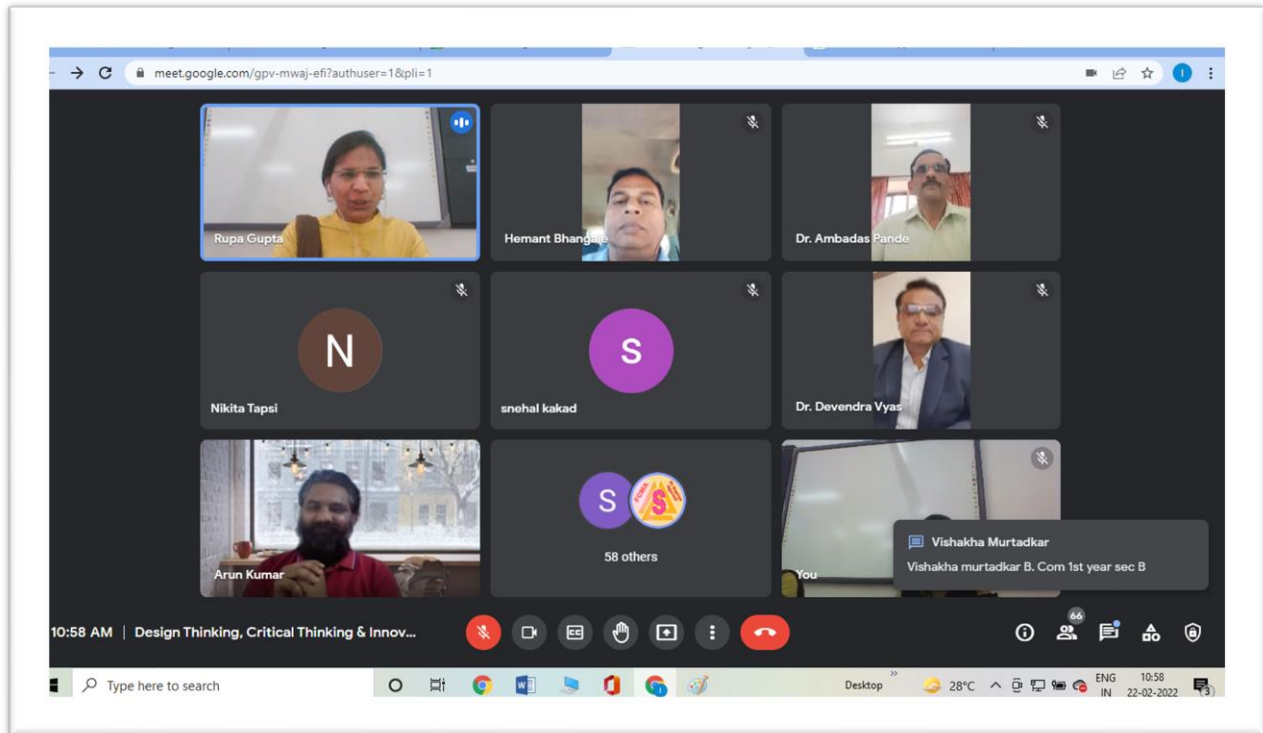 meet.google.com/gpv-mwaj-efi?authuser=1&pli=1
I
Rupa Gupta
Hemant Bhangale
Dr. Ambadas Pande
N
S
Nikita Tapsi
snehal kakad
Dr. Devendra Vyas
S
S
58 others
Arun Kumar
You
Vishakha Murtadkar
Vishakha murtadkar B. Com 1st year sec B
10:58 AM | Design Thinking, Critical Thinking & Innov...
CC
66
Type here to search
Desktop
28°C
ENG
IN
10:58
22-02-2022
3